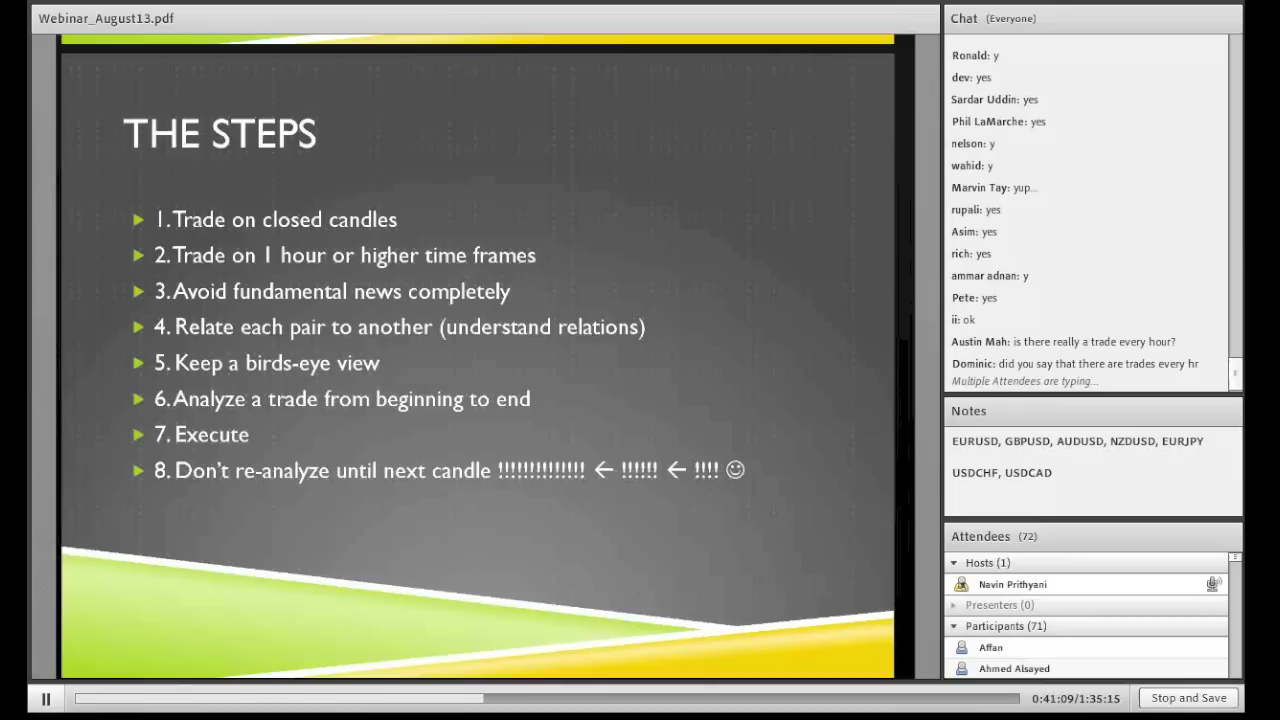 Webinar_August13.pdf
THE STEPS
1. Trade on closed candles
2. Trade on 1 hour or higher time frames
3. Avoid fundamental news completely
4. Relate each pair to another (understand relations)
5. Keep a birds-eye view
6. Analyze a trade from beginning to end
7. Execute
8. Don't re-analyze until next candle !!!!!!!!!!!!!! ← !!!!!! ← !!!! ☺
Chat (Everyone)
Ronald: y
dev: yes
Sardar Uddin: yes
Phil LaMarche: yes
nelson: y
wahid: y
Marvin Tay: yup...
rupali: yes
Asim: yes
rich: yes
ammar adnan: y
Pete: yes
ii: ok
Austin Mah: is there really a trade every hour?
Dominic: did you say that there are trades every hr
Multiple Attendees are typing...
Notes
EURUSD, GBPUSD, AUDUSD, NZDUSD, EURJPY
USDCHF, USDCAD
Attendees (72)
Hosts (1)
Navin Prithyani
Presenters (0)
Participants (71)
Affan
Ahmed Alsayed
0:41:09/1:35:15
Stop and Save